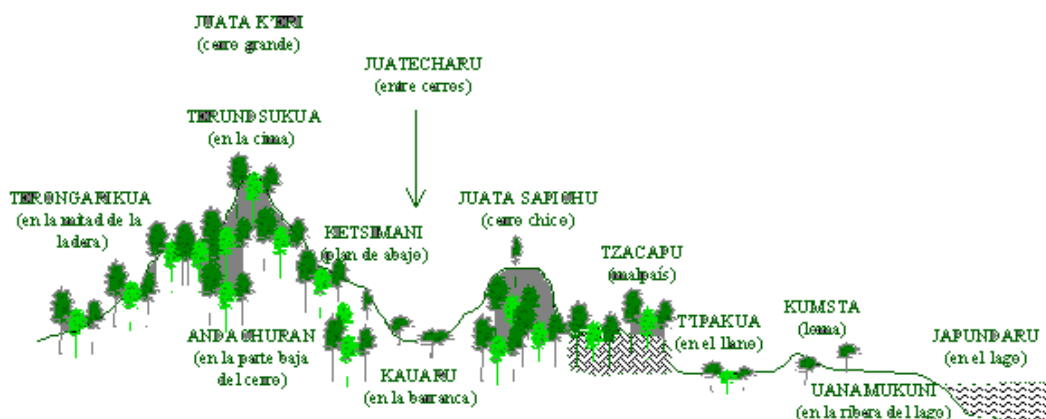 JUATA K'ERI
(cerro grande)
JUATECHARU
(entre cerros)
TERUNDSUKUA
(en la cima)
TERONGARIKUA
(en la mitad de la
ladera)
KETSIMANI
(plan de abajo)
JUATA SAPICHU
(cerro chico)
TZACAPU
(malpaís)
ANDACHURAN
(en la parte baja
del cerro)
KAUARU
(en la barranca)
T'IPAKUA
(en el llano)
KUMSTA
(loma)
JAPUNDARU
(en el lago)
UANAMUKUNI
(en la ribera del lago)